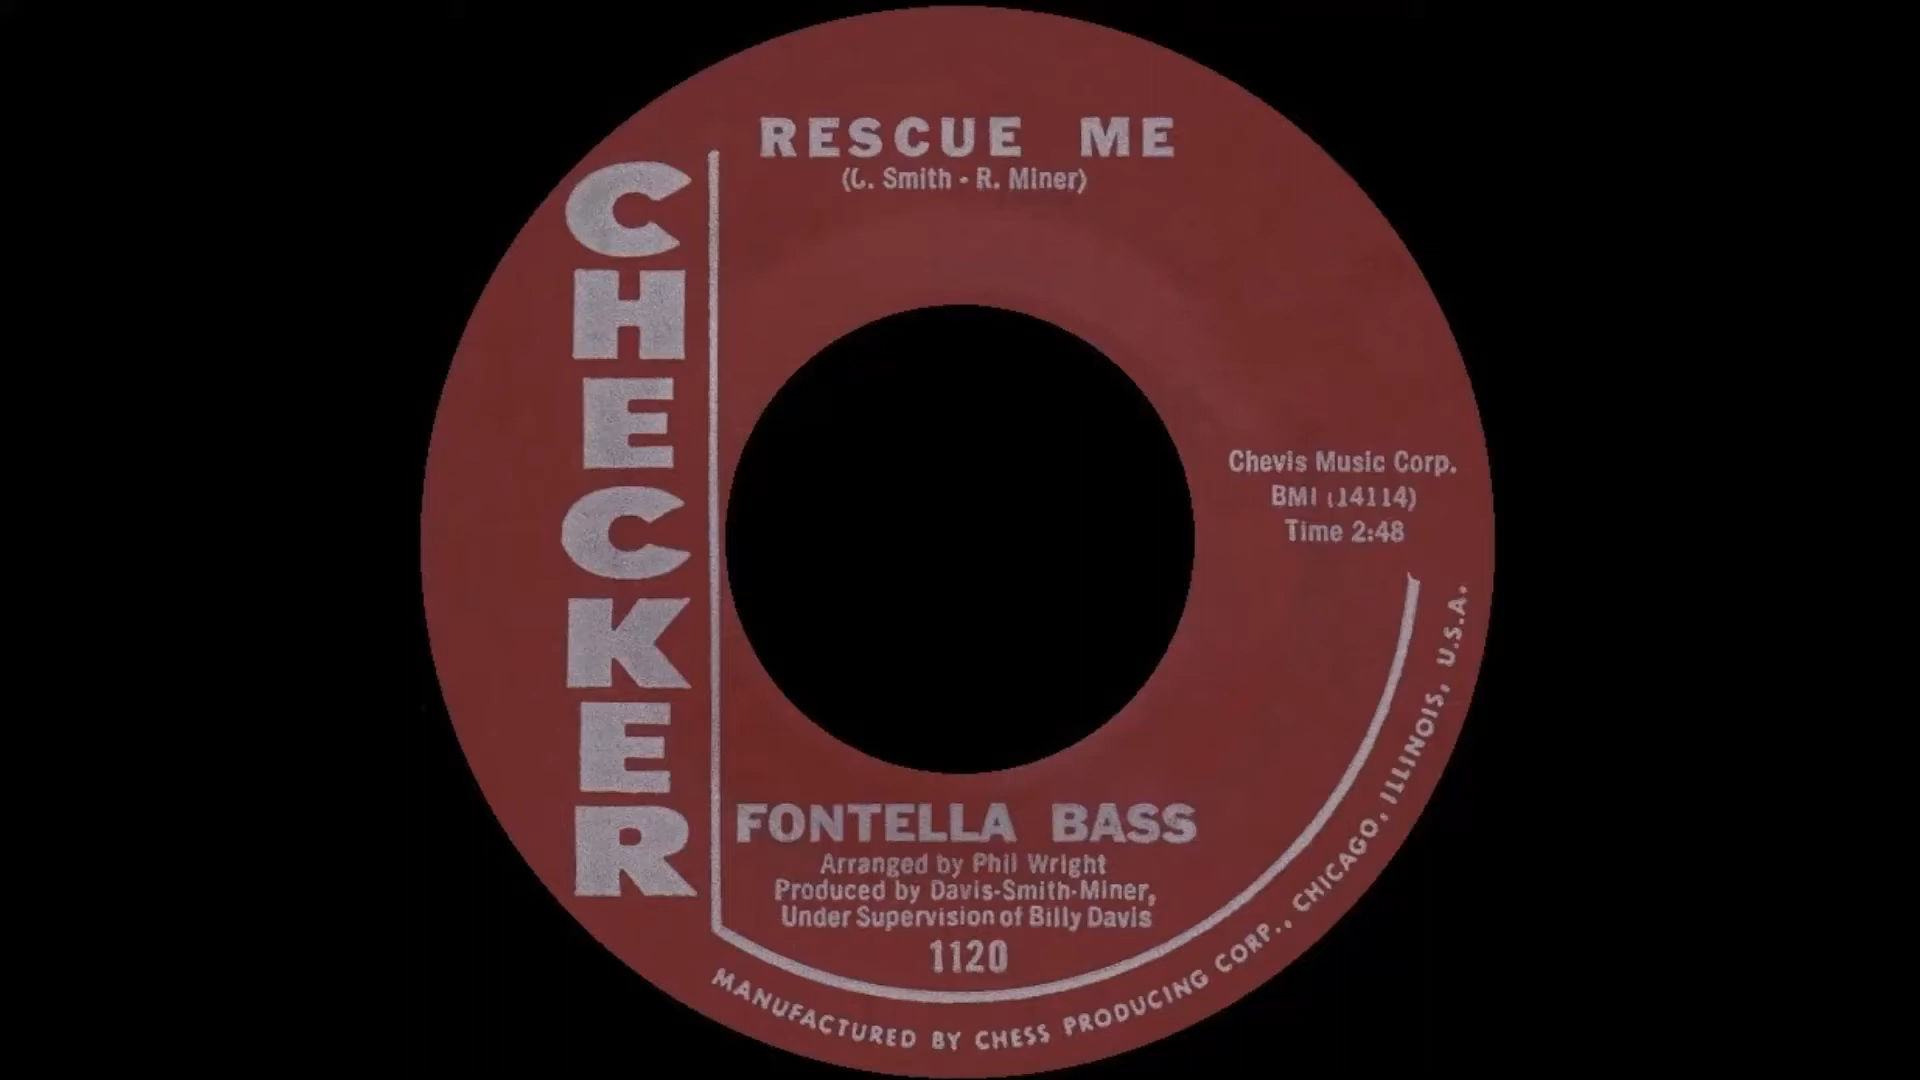 RESCUE ME
(C. Smith - R. Miner)
CHECKER
Chevis Music Corp.
BMI (14114)
Time 2:48
FONTELLA BASS
Arranged by Phil Wright
Produced by Davis-Smith-Miner,
Under Supervision of Billy Davis
1120
MANUFACTURED BY CHESS PRODUCING CORP., CHICAGO, ILLINOIS, U.S.A.